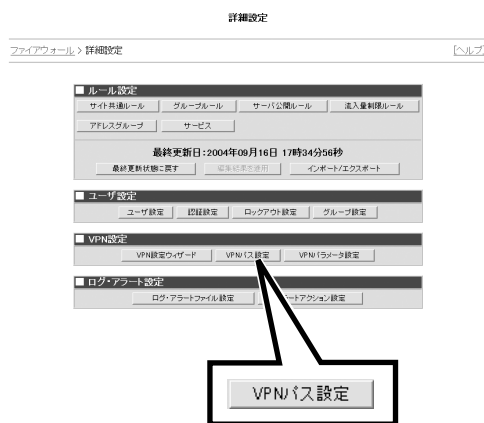 詳細設定
ファイアウォール > 詳細設定 [ヘルプ]
■ ルール設定
サイト共通ルール グループルール サーバ公開ルール 流入量制限ルール
アドレスグループ サービス
最終更新日:2004年09月16日 17時34分56秒
最終更新状態に戻す 編集結果を適用 インポート/エクスポート
■ ユーザ設定
ユーザ設定 認証設定 ロックアウト設定 グループ設定
■ VPN設定
VPN設定ウィザード VPNパス設定 VPNパラメータ設定
■ ログ・アラート設定
ログ・アラートファイル設定 ートアクション設定
VPNパス設定